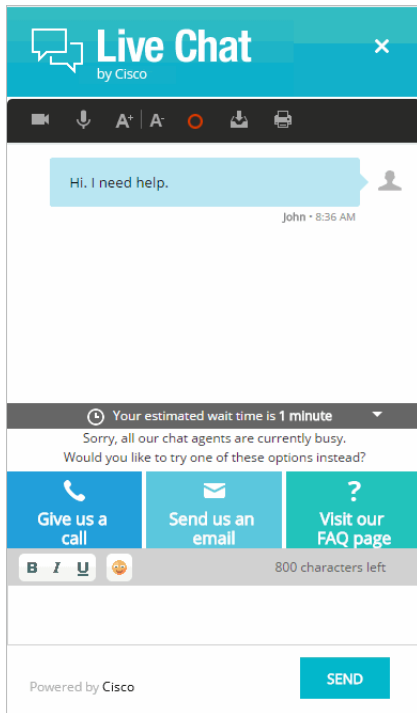 Live Chat
by Cisco
×
A+ A-
Hi. I need help.
John • 8:36 AM
Your estimated wait time is 1 minute
Sorry, all our chat agents are currently busy.
Would you like to try one of these options instead?
Give us a
call
Send us an
email
?
Visit our
FAQ page
B I U
800 characters left
Powered by Cisco
SEND